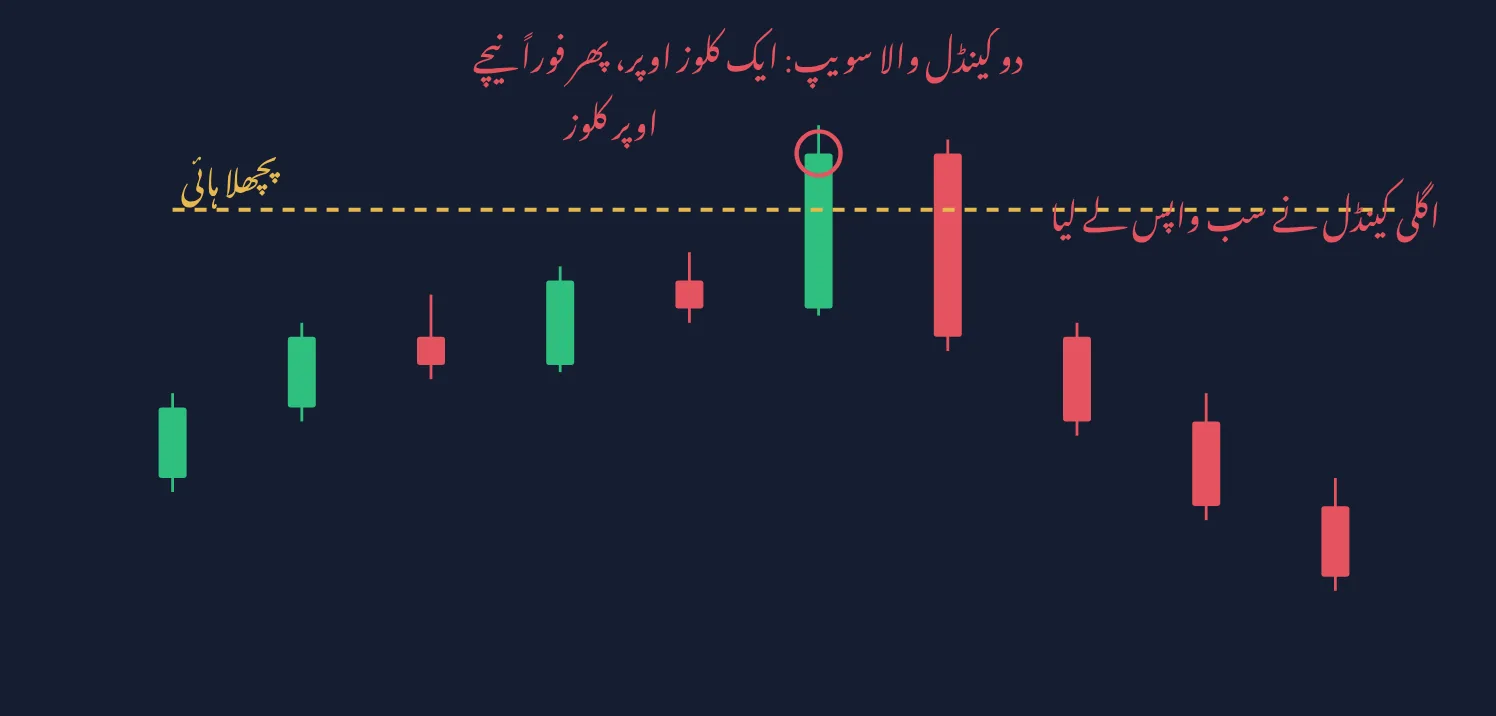 دو کینڈل والا سویپ: ایک کلوز اوپر، پھر فوراً نیچے
اوپر کلوز
پچھلا ہائی
اگلی کینڈل نے سب واپس لے لیا